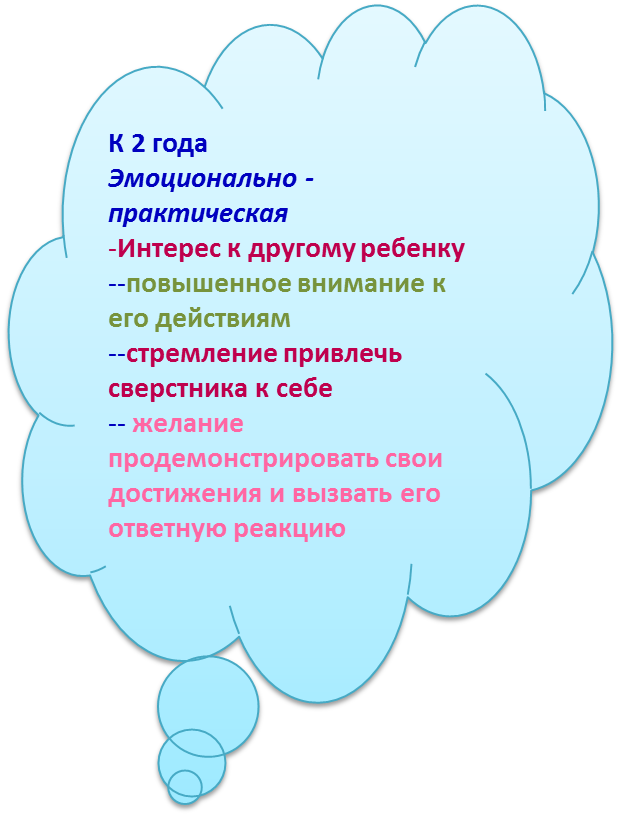 К 2 года
Эмоционально -
практическая
-Интерес к другому ребенку
--повышенное внимание к
его действиям
--стремление привлечь
сверстника к себе
-- желание
продемонстрировать свои
достижения и вызвать его
ответную реакцию